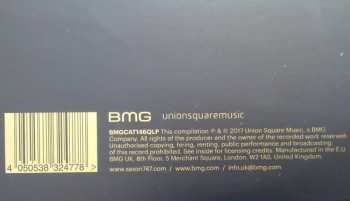 BMG unionsquaremusic
BMGCAT146QLP This compilation ℗ & © 2017 Union Square Music, a BMG
Company. All rights of the producer and the owner of the recorded work reserved.
Unauthorised copying, hiring, renting, public performance and broadcasting
of this record prohibited. See inside for licensing credits. Manufactured in the E.U.
BMG UK, 8th Floor, 5 Merchant Square, London, W2 1AS, United Kingdom.
www.saxon747.com / www.bmg.com / info.uk@bmg.com
4 050538 324778 >